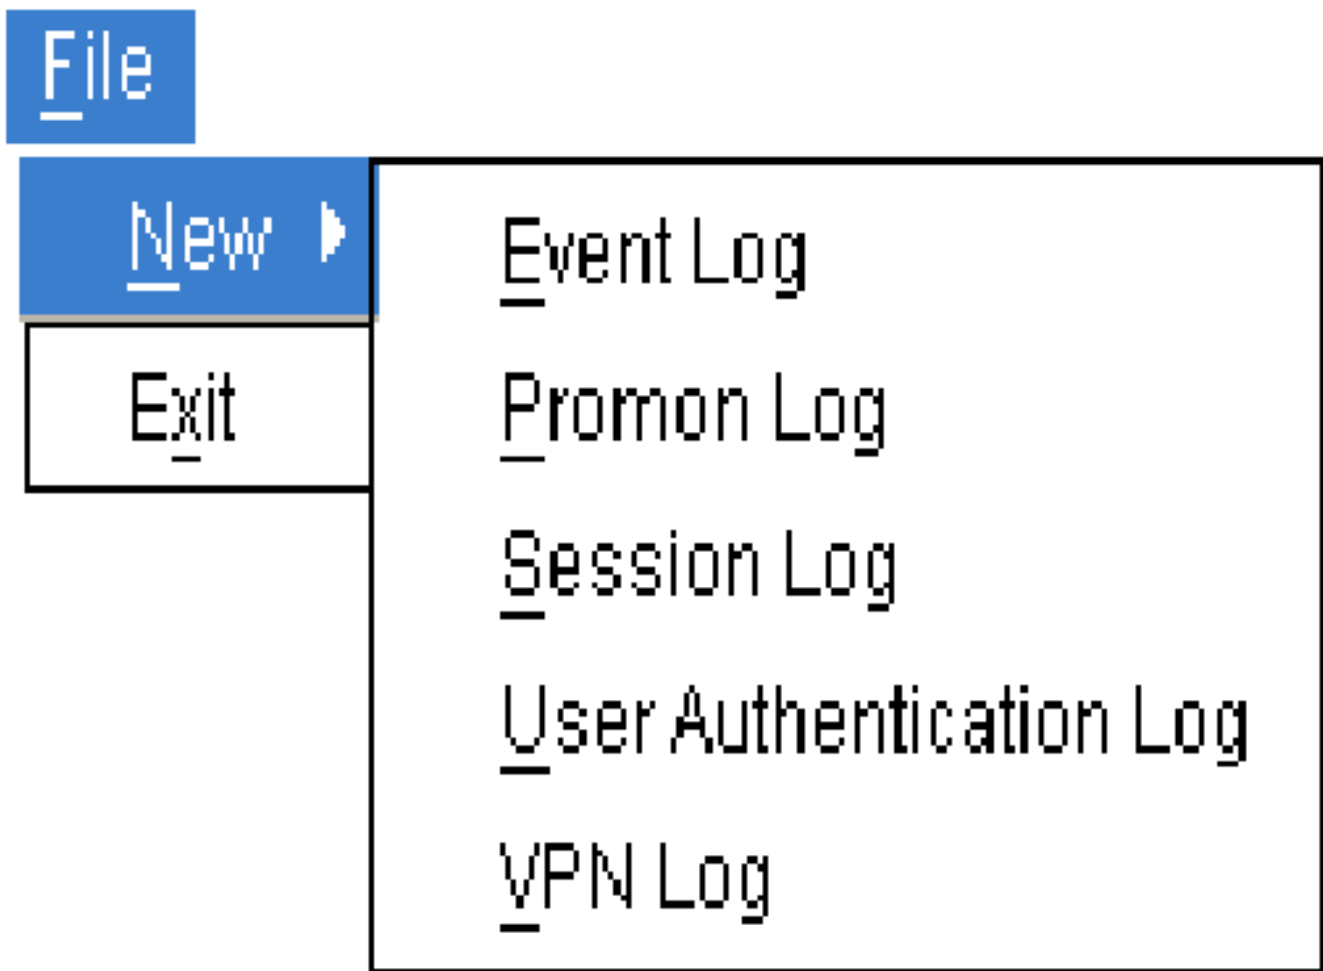 File
New
Exit
Event Log
Promon Log
Session Log
User Authentication Log
VPN Log